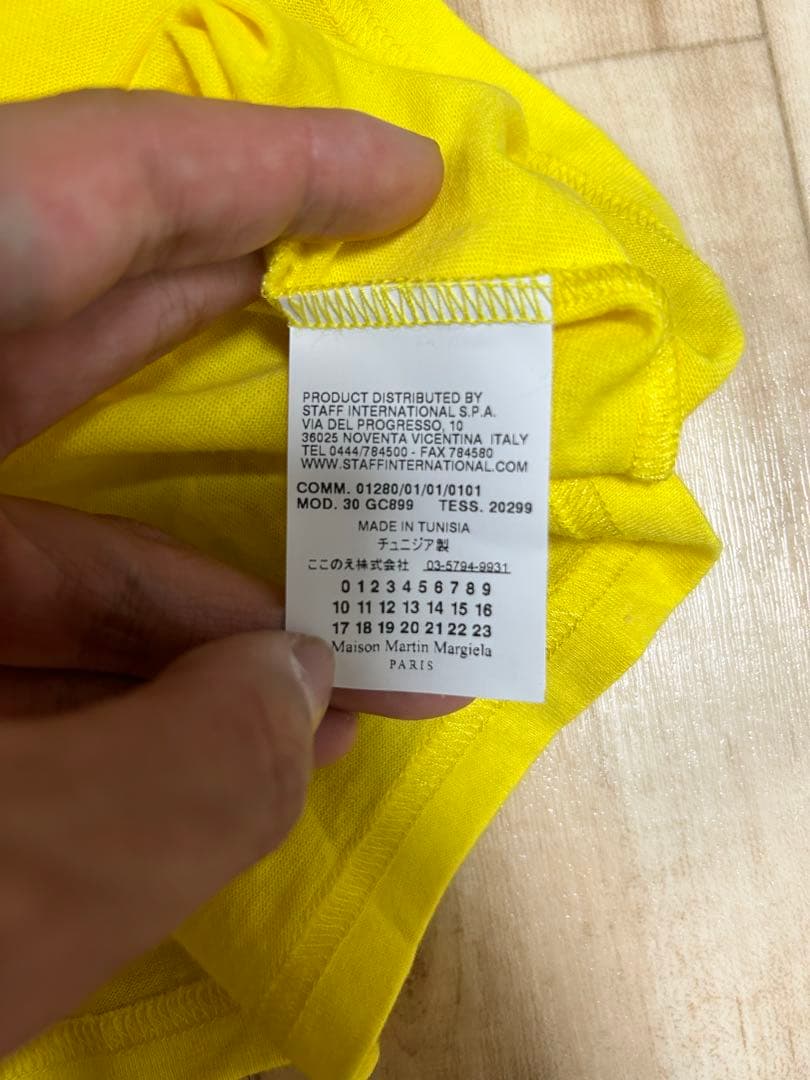 PRODUCT DISTRIBUTED BY
STAFF INTERNATIONAL S.P.A.
VIA DEL PROGRESSO, 10
36025 NOVENTA VICENTINA ITALY
TEL 0444/784500 - FAX 784580
WWW.STAFFINTERNATIONAL.COM
COMM. 01280/01/01/0101
MOD. 30 GC899 TESS. 20299
MADE IN TUNISIA
チュニジア製
ここのえ株式会社 03-5794-9931
0 1 2 3 4 5 6 7 8 9
10 11 12 13 14 15 16
17 18 19 20 21 22 23
Maison Martin Margiela
PARIS